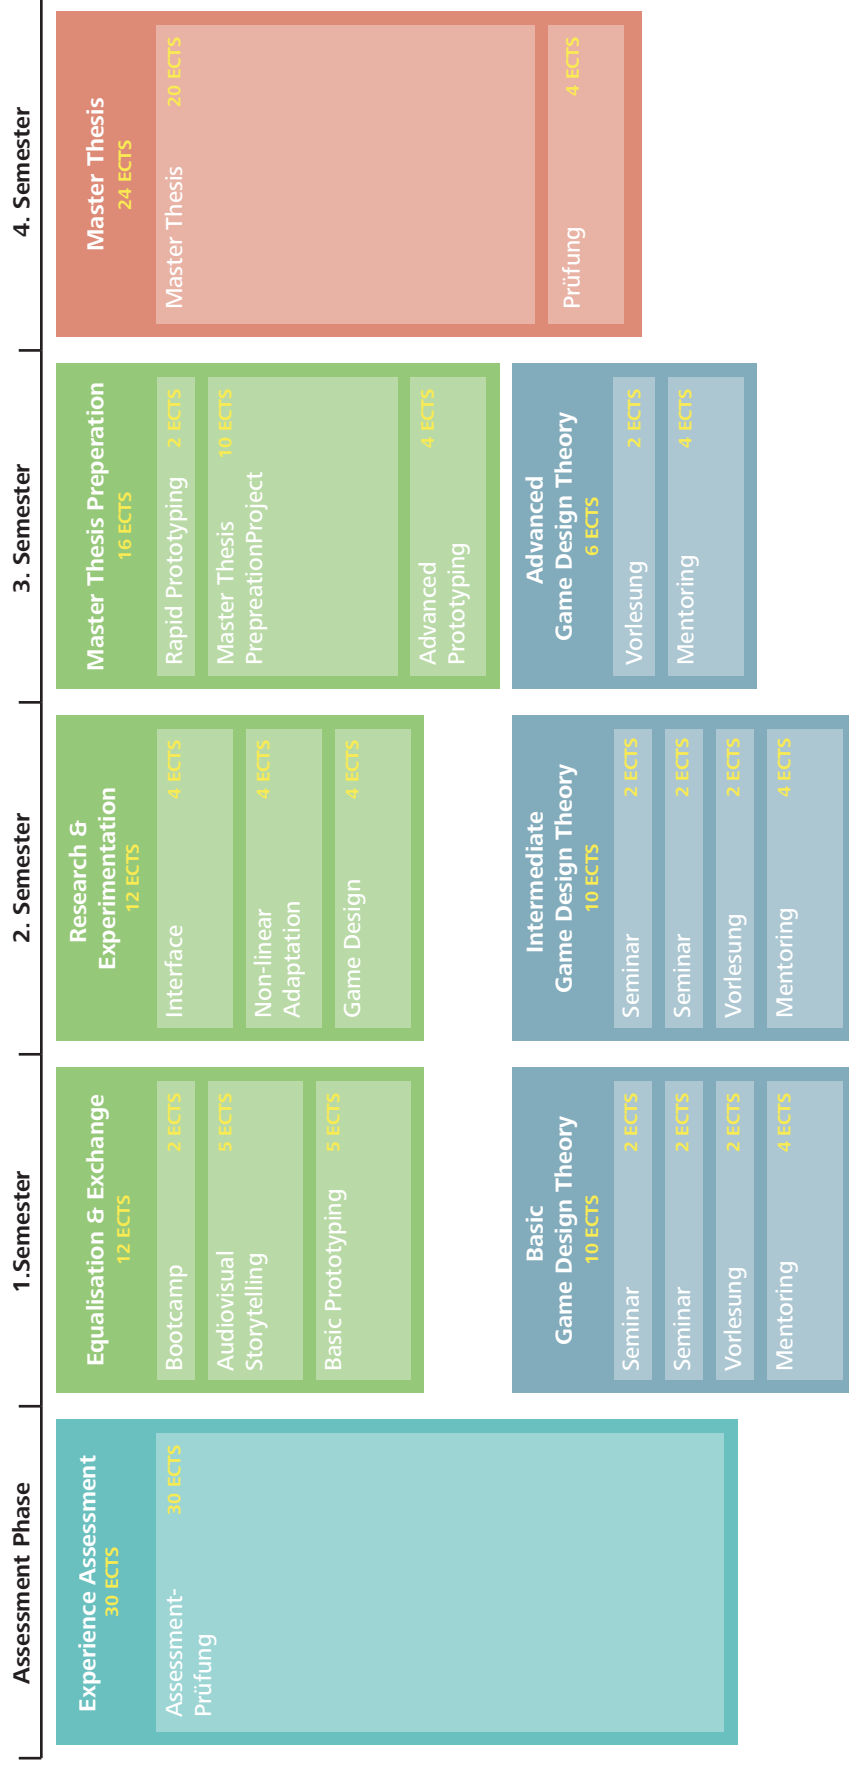 Assessment Phase
Experience Assessment
30 ECTS
Assessment-
Prüfung
30 ECTS
1.Semester
Equalisation & Exchange
12 ECTS
Bootcamp
2 ECTS
Audiovisual
Storytelling
5 ECTS
Basic Prototyping
5 ECTS
Basic
Game Design Theory
10 ECTS
Seminar
2 ECTS
Seminar
2 ECTS
Vorlesung
2 ECTS
Mentoring
4 ECTS
2. Semester
Research &
Experimentation
12 ECTS
Interface
4 ECTS
Non-linear
Adaptation
4 ECTS
Game Design
4 ECTS
Intermediate
Game Design Theory
10 ECTS
Seminar
2 ECTS
Seminar
2 ECTS
Vorlesung
2 ECTS
Mentoring
4 ECTS
3. Semester
Master Thesis Preperation
16 ECTS
Rapid Prototyping
2 ECTS
Master Thesis
PrepreationProject
10 ECTS
Advanced
Prototyping
4 ECTS
Advanced
Game Design Theory
6 ECTS
Vorlesung
2 ECTS
Mentoring
4 ECTS
4. Semester
Master Thesis
24 ECTS
Master Thesis
20 ECTS
Prüfung
4 ECTS